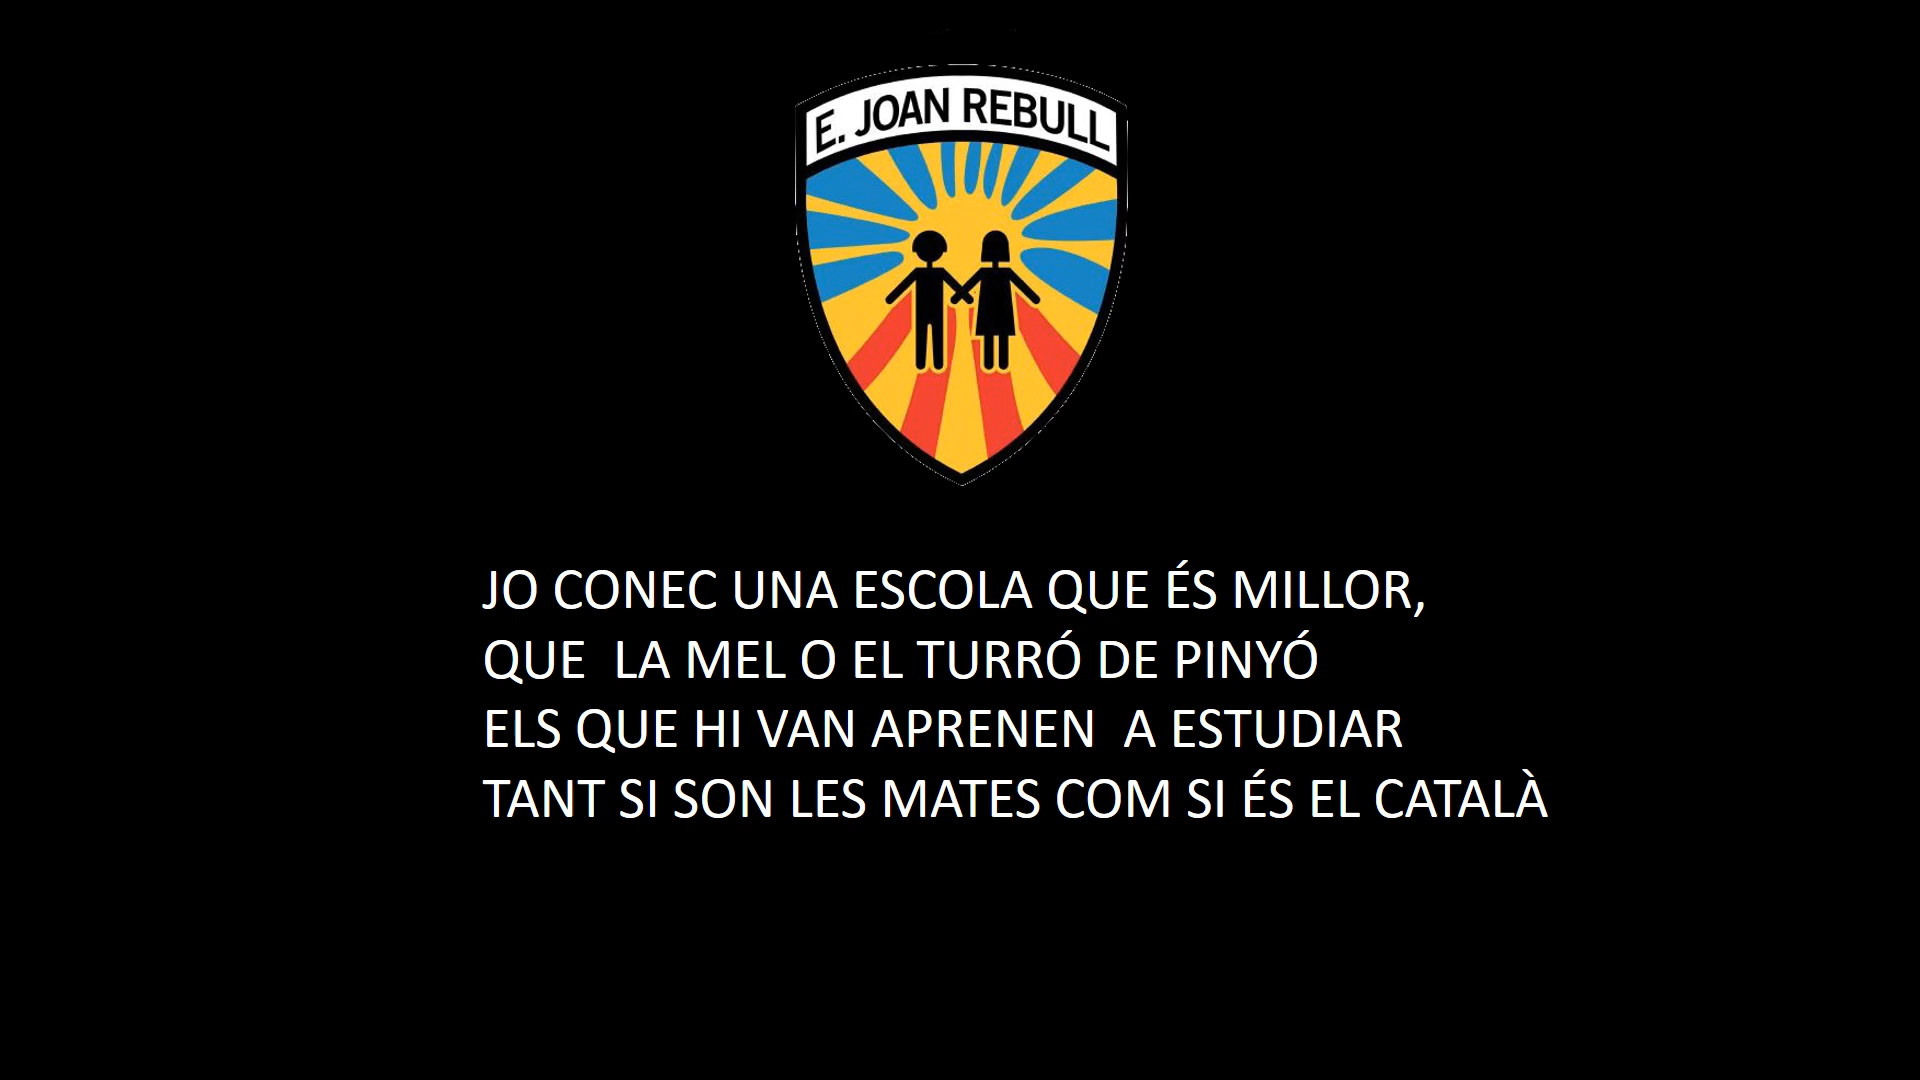 E. JOAN REBULL
JO CONEC UNA ESCOLA QUE ÉS MILLOR,
QUE  LA MEL O EL TURRÓ DE PINYÓ
ELS QUE HI VAN APRENEN  A ESTUDIAR
TANT SI SON LES MATES COM SI ÉS EL CATALÀ